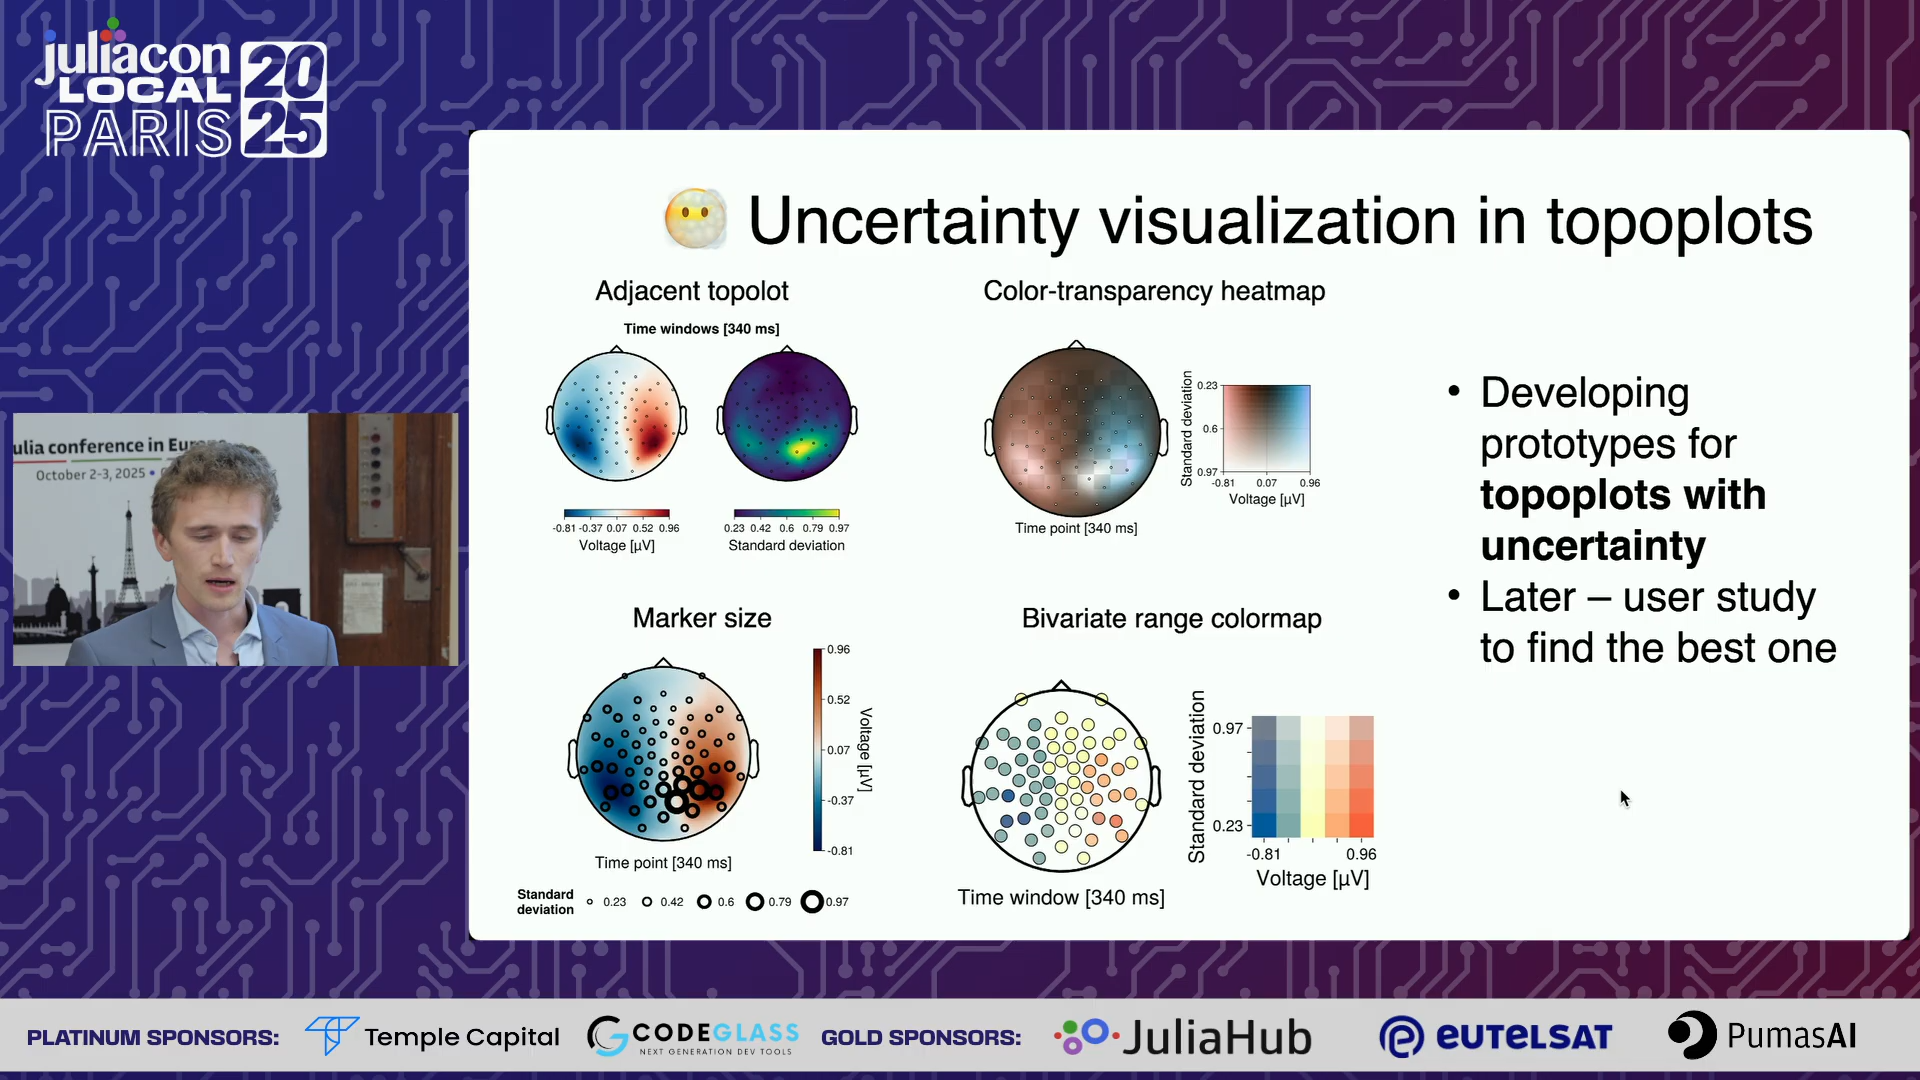 juliacon
LOCAL
PARIS
20
25
Uncertainty visualization in topoplots
Adjacent topolot
Time windows [340 ms]
-0.81 -0.37 0.07 0.52 0.96
Voltage [µV]
0.23 0.42 0.6 0.79 0.97
Standard deviation
Color-transparency heatmap
Time point [340 ms]
Standard deviation
0.23
0.6
0.97
-0.81 0.07 0.96
Voltage [µV]
Marker size
0.96
0.52
0.07
-0.37
-0.81
Voltage [µV]
Time point [340 ms]
Standard
deviation
0.23 0.42 0.6 0.79 0.97
Bivariate range colormap
Time window [340 ms]
Standard deviation
0.97
0.23
-0.81 0.96
Voltage [µV]
• Developing
prototypes for
topoplots with
uncertainty
• Later – user study
to find the best one
ulia conference in
October 2-3, 2025 •
PLATINUM SPONSORS:
Temple Capital
CODEGLASS
NEXT GENERATION DEV TOOLS
GOLD SPONSORS:
JuliaHub
eUTELSAT
PumasAI